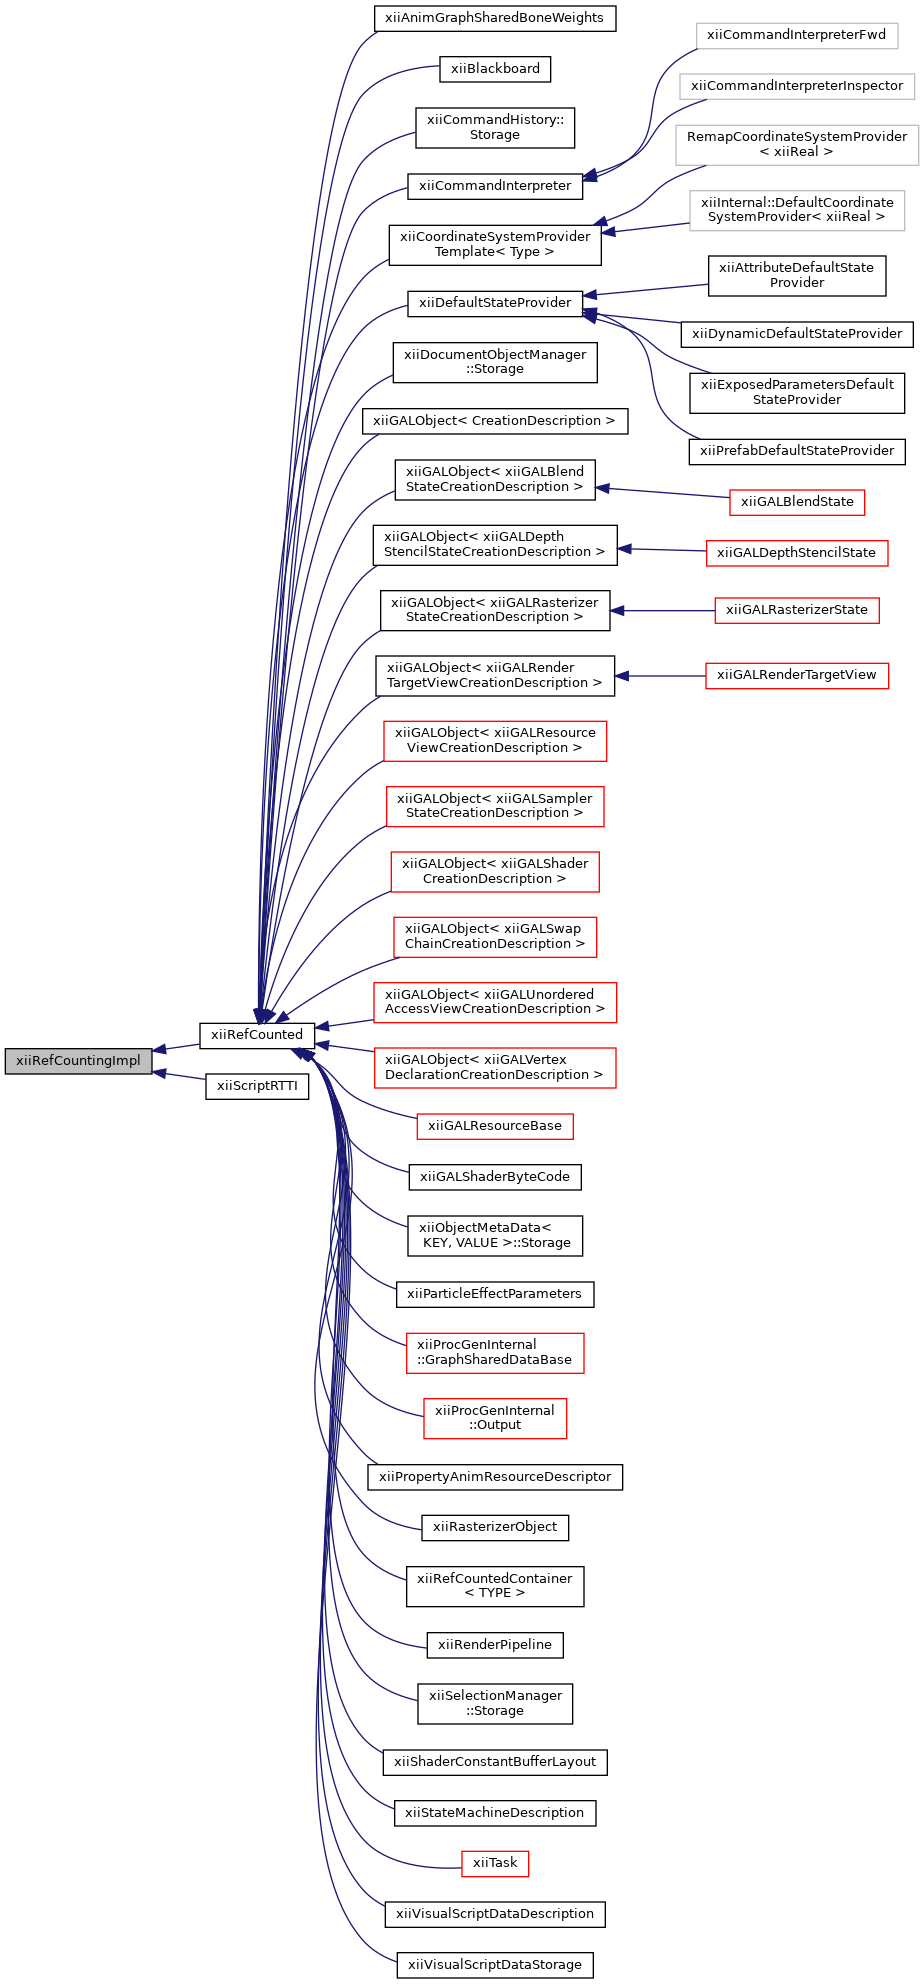 xiiAnimGraphSharedBoneWeights
xiiBlackboard
xiiCommandHistory::
Storage
xiiCommandInterpreter
xiiCommandInterpreterFwd
xiiCommandInterpreterInspector
xiiCoordinateSystemProvider
Template< Type >
RemapCoordinateSystemProvider
< xiiReal >
xiiInternal::DefaultCoordinate
SystemProvider< xiiReal >
xiiDefaultStateProvider
xiiAttributeDefaultState
Provider
xiiDynamicDefaultStateProvider
xiiExposedParametersDefault
StateProvider
xiiPrefabDefaultStateProvider
xiiDocumentObjectManager
::Storage
xiiGALObject< CreationDescription >
xiiGALObject< xiiGALBlend
StateCreationDescription >
xiiGALBlendState
xiiGALObject< xiiGALDepth
StencilStateCreationDescription >
xiiGALDepthStencilState
xiiGALObject< xiiGALRasterizer
StateCreationDescription >
xiiGALRasterizerState
xiiGALObject< xiiGALRender
TargetViewCreationDescription >
xiiGALRenderTargetView
xiiGALObject< xiiGALResource
ViewCreationDescription >
xiiGALObject< xiiGALSampler
StateCreationDescription >
xiiGALObject< xiiGALShader
CreationDescription >
xiiGALObject< xiiGALSwap
ChainCreationDescription >
xiiGALObject< xiiGALUnordered
AccessViewCreationDescription >
xiiRefCounted
xiiRefCountingImpl
xiiScriptRTTI
xiiGALObject< xiiGALVertex
DeclarationCreationDescription >
xiiGALResourceBase
xiiGALShaderByteCode
xiiObjectMetaData<
KEY, VALUE >::Storage
xiiParticleEffectParameters
xiiProcGenInternal
::GraphSharedDataBase
xiiProcGenInternal
::Output
xiiPropertyAnimResourceDescriptor
xiiRasterizerObject
xiiRefCountedContainer
< TYPE >
xiiRenderPipeline
xiiSelectionManager
::Storage
xiiShaderConstantBufferLayout
xiiStateMachineDescription
xiiTask
xiiVisualScriptDataDescription
xiiVisualScriptDataStorage